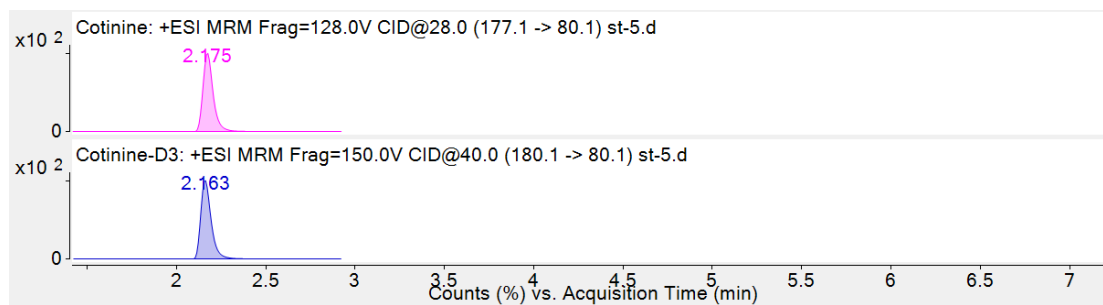 Cotinine: +ESI MRM Frag=128.0V CID@28.0 (177.1 -> 80.1) st-5.d
x10 2
2.175
0
Cotinine-D3: +ESI MRM Frag=150.0V CID@40.0 (180.1 -> 80.1) st-5.d
x10 2
2.163
0
2 2.5 3 3.5 4 4.5 5 5.5 6 6.5 7
Counts (%) vs. Acquisition Time (min)